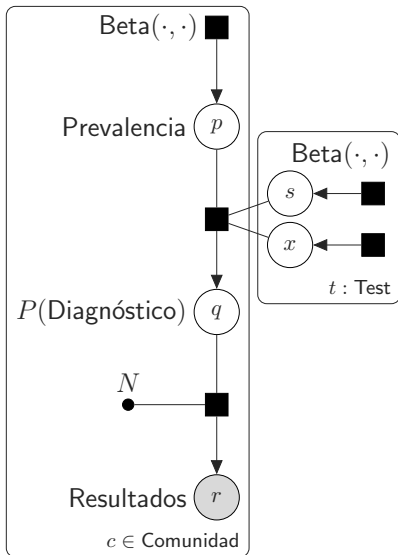 Beta(·, ·)
Prevalencia p
Beta(·, ·)
s
x
t : Test
P(Diagnóstico) q
N
Resultados r
c ∈ Comunidad